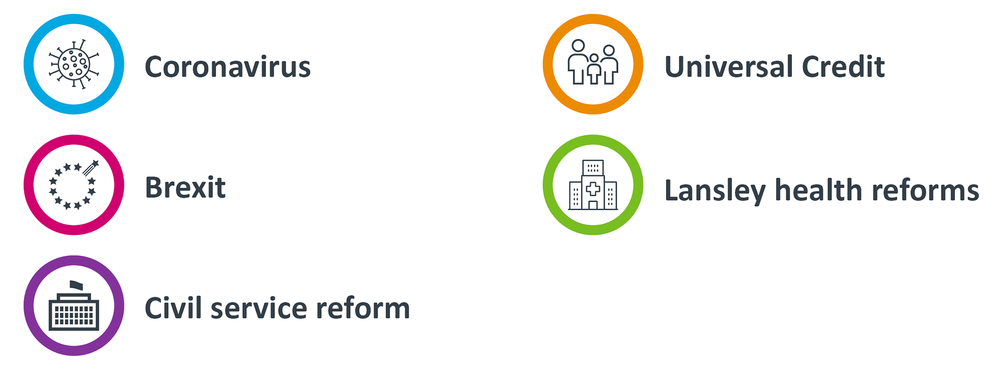 Coronavirus
Brexit
Civil service reform
Universal Credit
Lansley health reforms